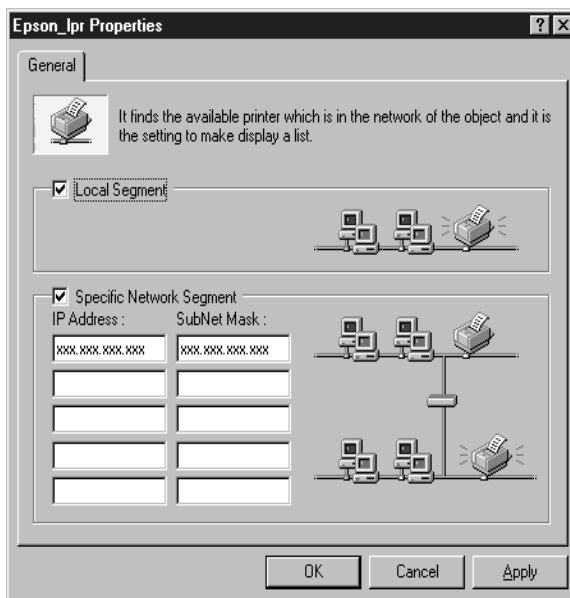 Epson_lpr Properties
General
It finds the available printer which is in the network of the object and it is
the setting to make display a list.
Local Segment
Specific Network Segment
IP Address : SubNet Mask :
xxx.xxx.xxx.xxx xxx.xxx.xxx.xxx
OK Cancel Apply